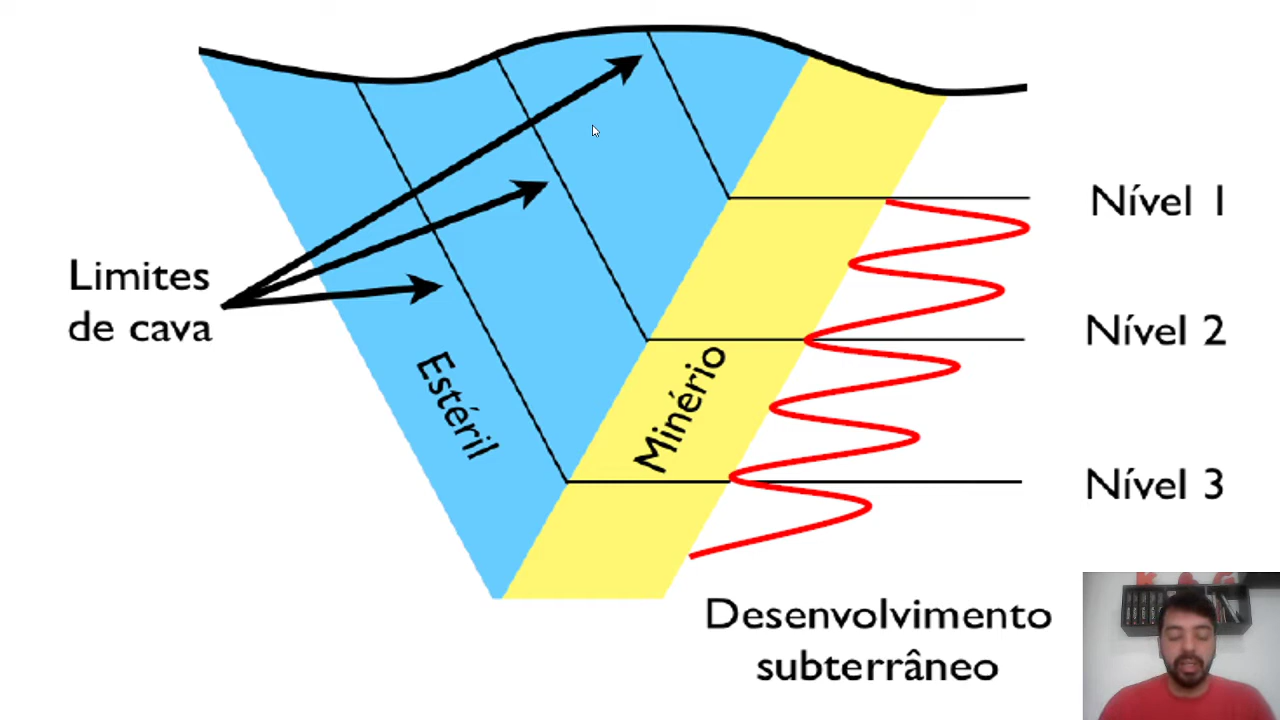 Limites
de cava
Estéril
Minério
Nível 1
Nível 2
Nível 3
Desenvolvimento
subterrâneo